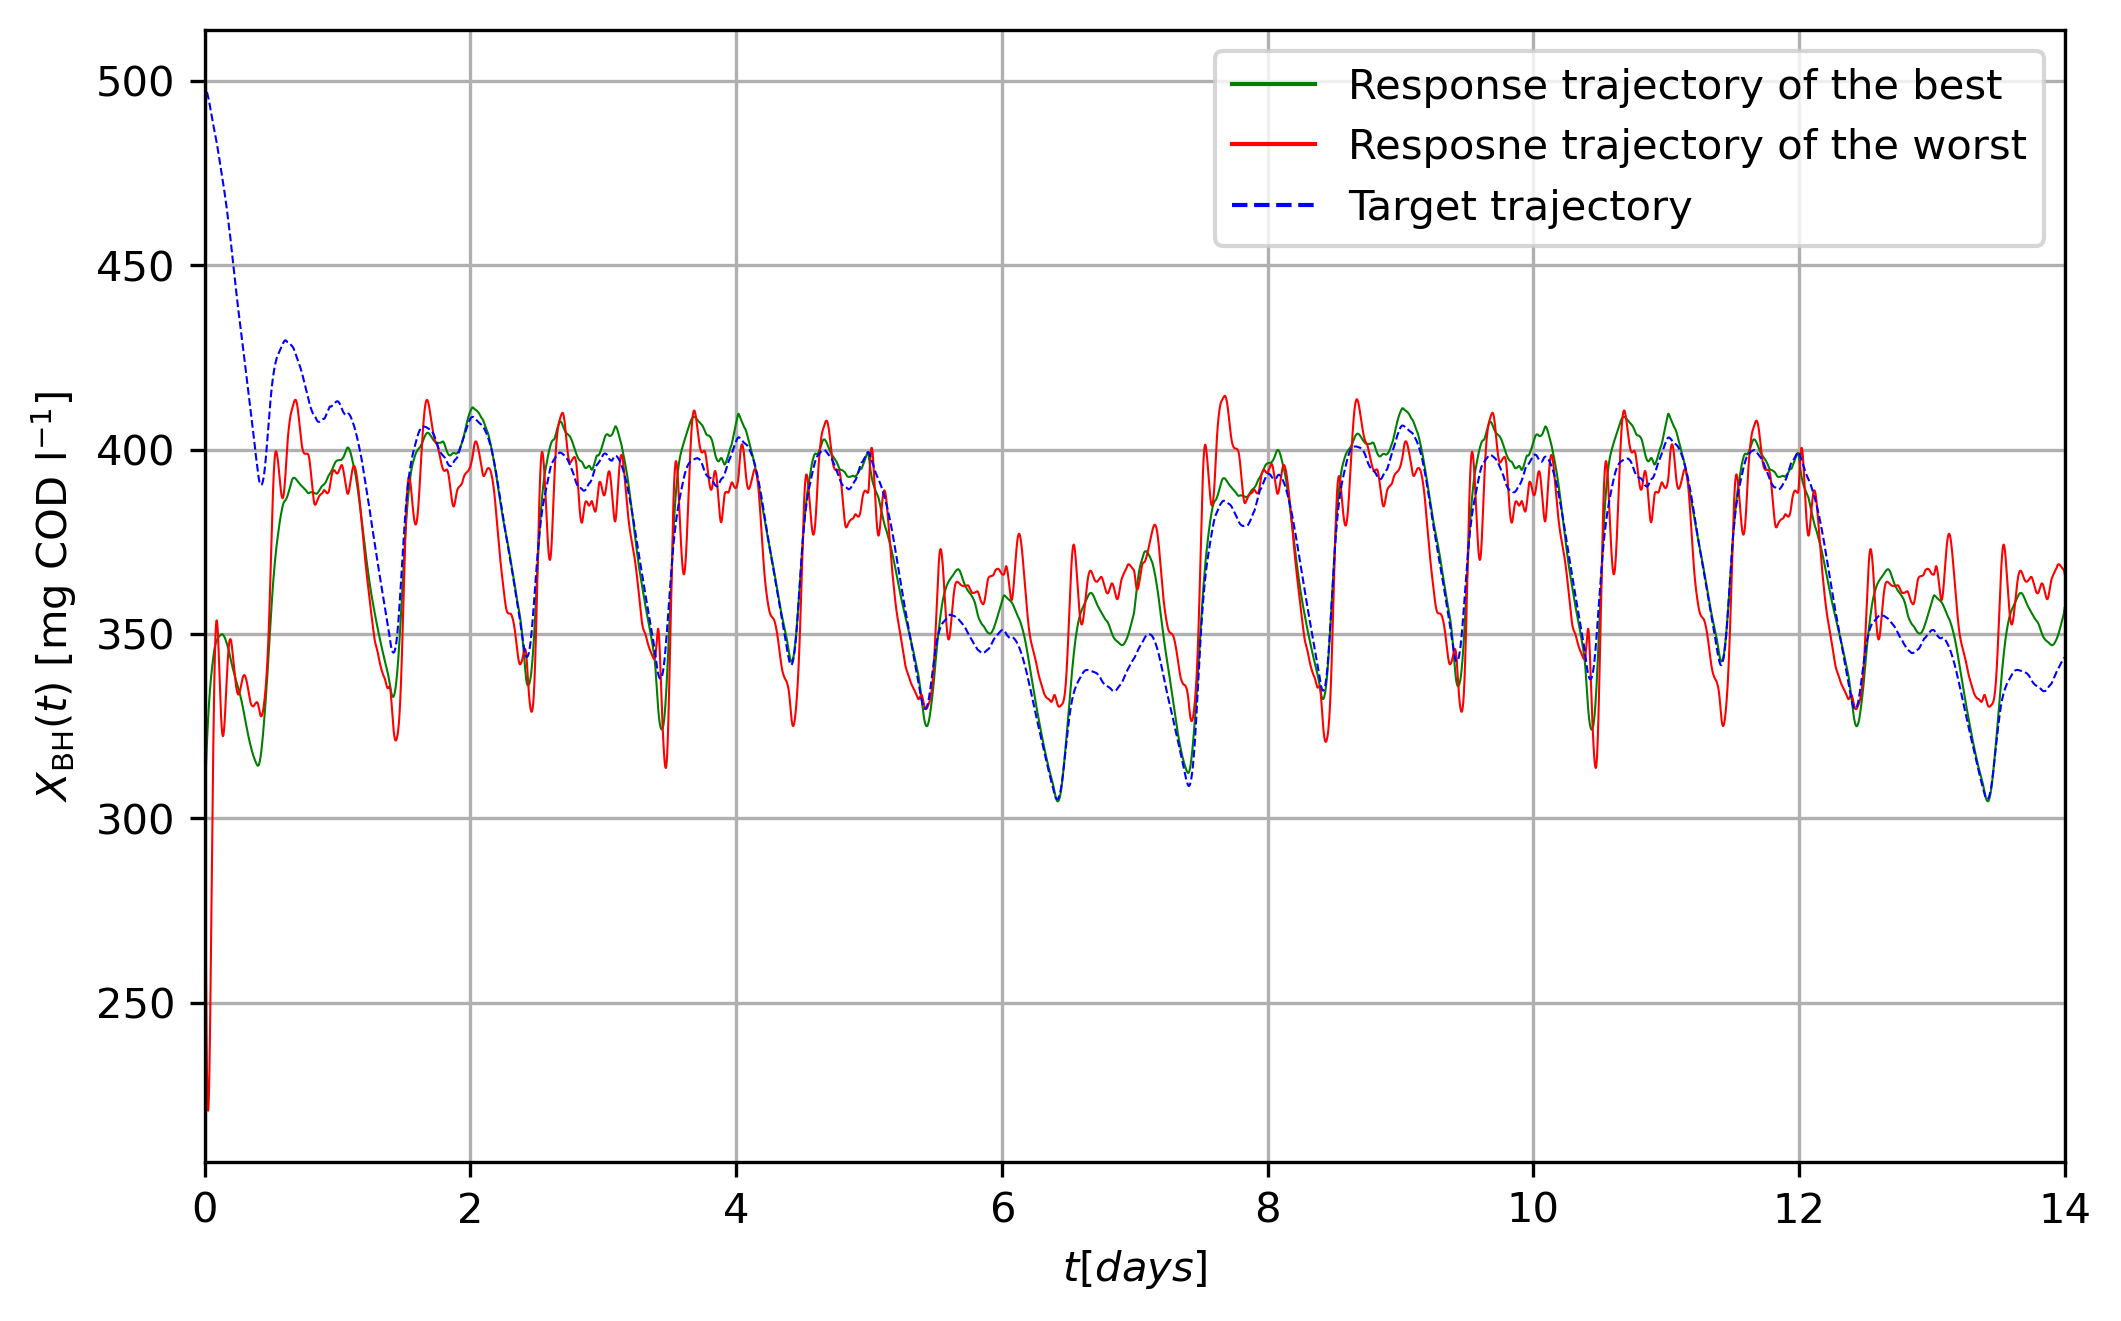 500
450
400
350
300
250
X_BH(t) [mg COD l⁻¹]
Response trajectory of the best
Resposne trajectory of the worst
Target trajectory
0 2 4 6 8 10 12 14
t[days]